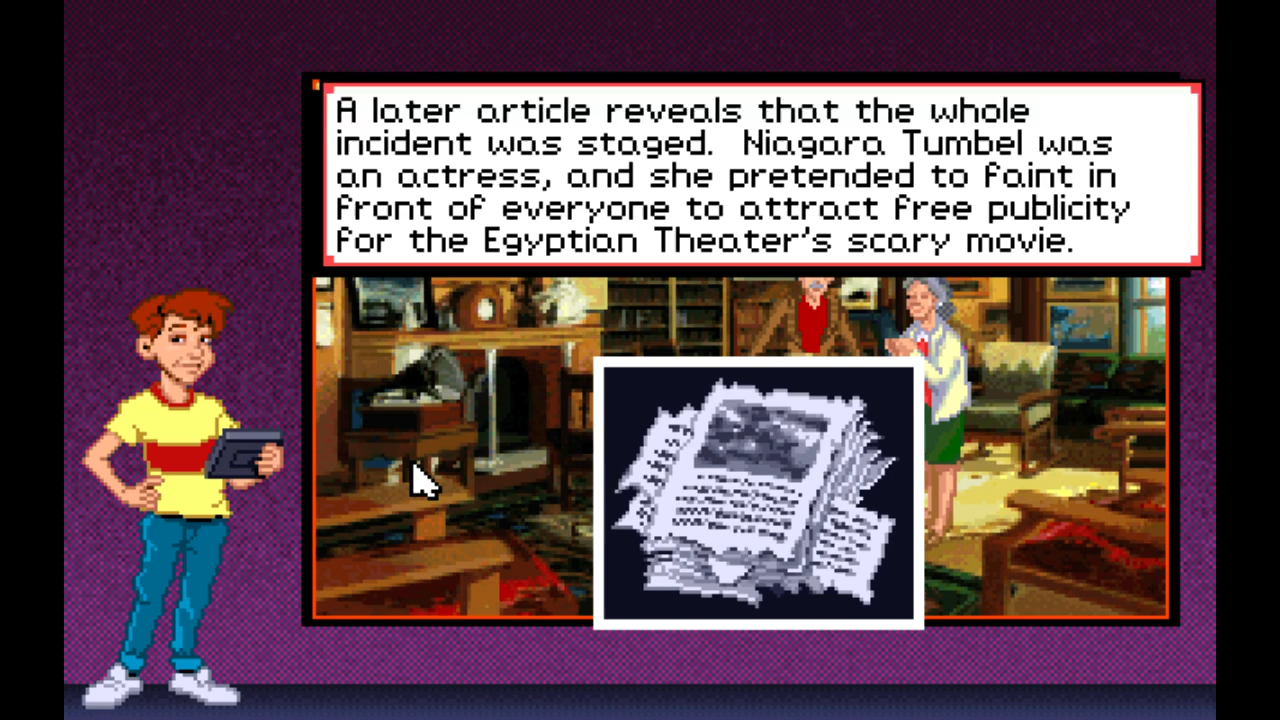 A later article reveals that the whole
incident was staged. Niagara Tumbel was
an actress, and she pretended to faint in
front of everyone to attract free publicity
for the Egyptian Theater's scary movie.